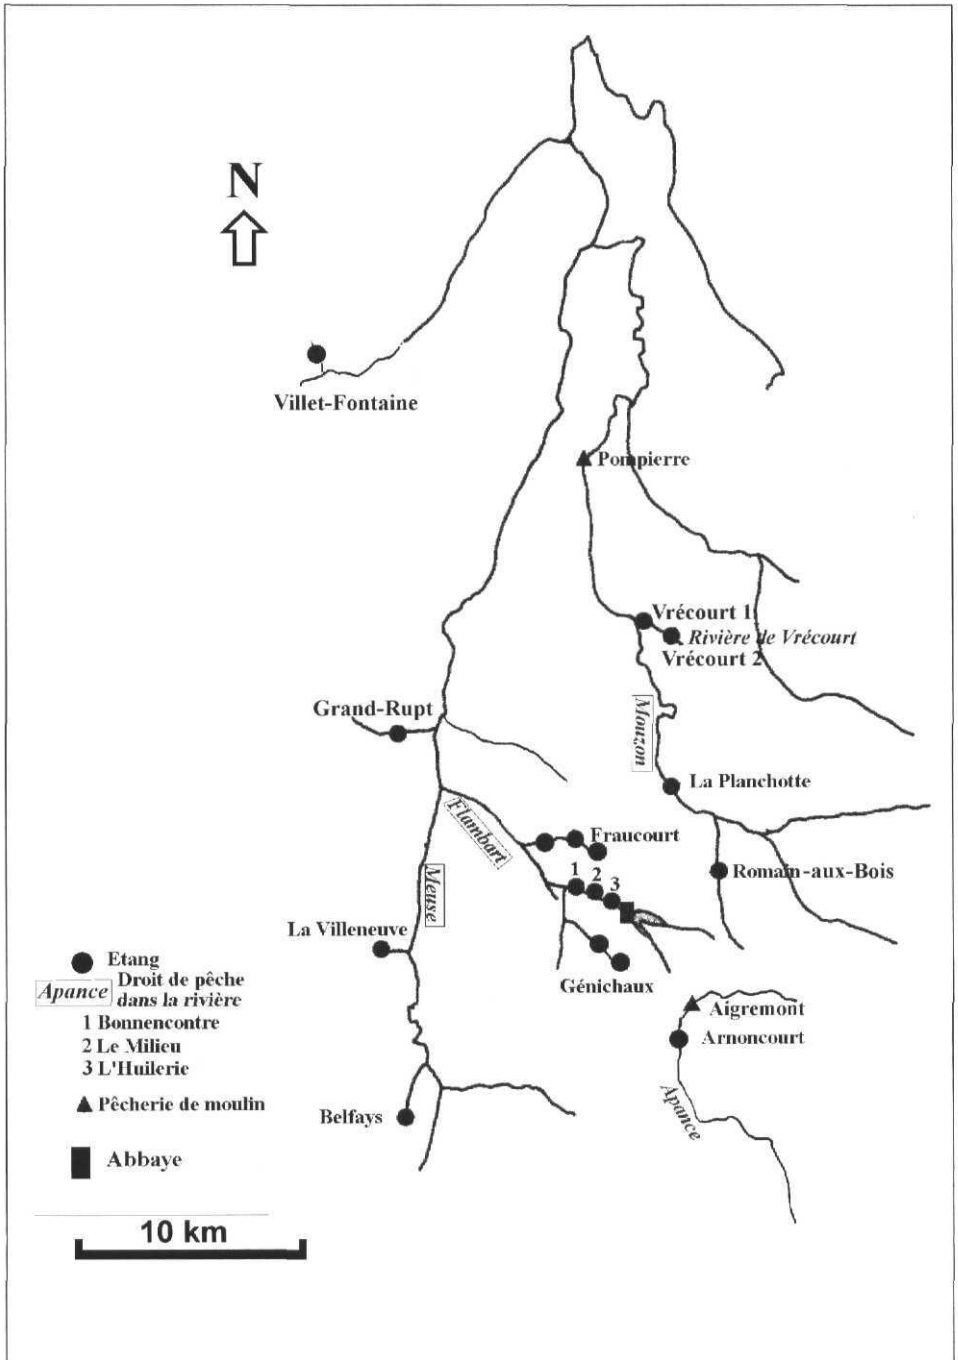 N
Villet-Fontaine
Pompierre
Vrécourt 1
Rivière de Vrécourt
Vrécourt 2
Grand-Rupt
Mouzon
La Planchotte
Flambart
Fraucourt
1
2
3
Romain-aux-Bois
Meuse
La Villeneuve
Génichaux
Etang
Apance
Droit de pêche
dans la rivière
1 Bonnencontre
2 Le Milieu
3 L'Huilerie
Pêcherie de moulin
Abbaye
Aigremont
Arnoncourt
Apance
Belfays
10 km